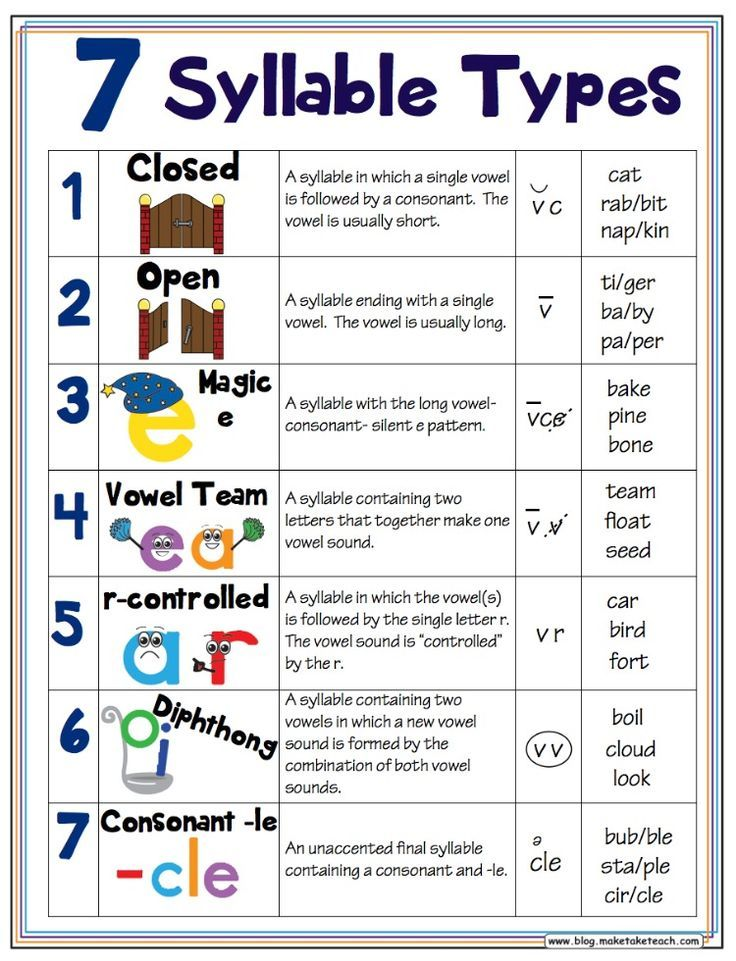 7 Syllable Types
1
Closed
A syllable in which a single vowel
is followed by a consonant. The
vowel is usually short.
v̆ c
cat
rab/bit
nap/kin
2
Open
A syllable ending with a single
vowel. The vowel is usually long.
v̄
ti/ger
ba/by
pa/per
3
Magic
e
e
A syllable with the long vowel-
consonant- silent e pattern.
v̄ce̸
bake
pine
bone
4
Vowel Team
ea
A syllable containing two
letters that together make one
vowel sound.
v̄ v̸
team
float
seed
5
r-controlled
ar
A syllable in which the vowel(s)
is followed by the single letter r.
The vowel sound is “controlled”
by the r.
v r
car
bird
fort
6
Diphthong
oi
A syllable containing two
vowels in which a new vowel
sound is formed by the
combination of both vowel
sounds.
v v
boil
cloud
look
7
Consonant -le
-cle
An unaccented final syllable
containing a consonant and -le.
ə
cle
bub/ble
sta/ple
cir/cle
www.blog.maketaketeach.com